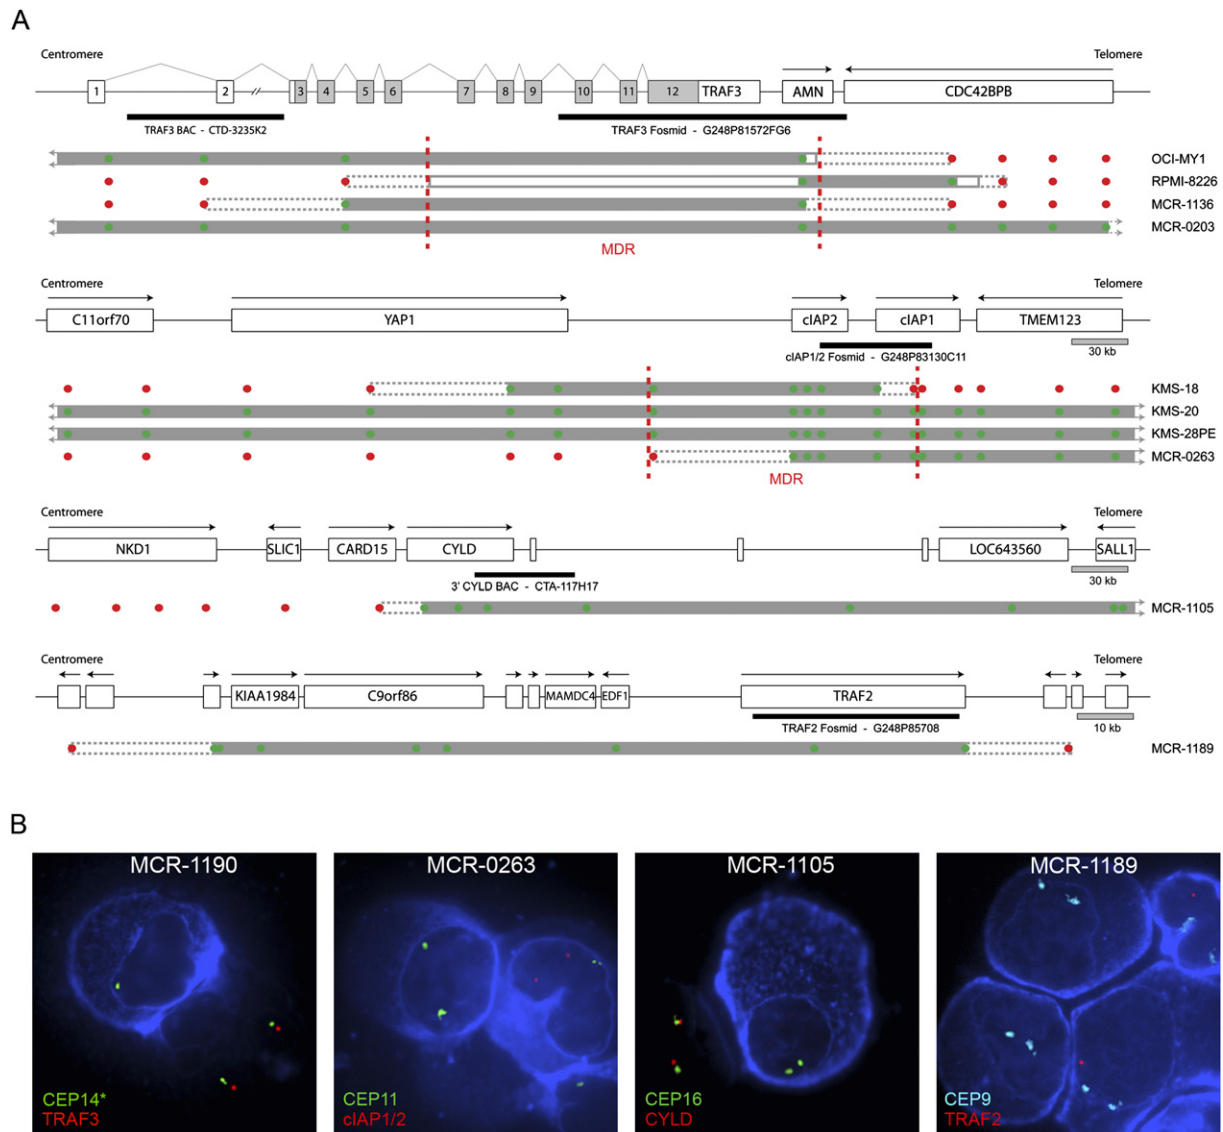 A
Centromere
Telomere
1 2 3 4 5 6 7 8 9 10 11 12 TRAF3 AMN CDC42BPB
TRAF3 BAC - CTD-3235K2
TRAF3 Fosmid - G248P81572FG6
OCI-MY1
RPMI-8226
MCR-1136
MCR-0203
MDR
Centromere
Telomere
C11orf70 YAP1 cIAP2 cIAP1 TMEM123
30 kb
cIAP1/2 Fosmid - G248P83130C11
KMS-18
KMS-20
KMS-28PE
MCR-0263
MDR
Centromere
Telomere
NKD1 SLIC1 CARD15 CYLD LOC643560 SALL1
30 kb
3' CYLD BAC - CTA-117H17
MCR-1105
Centromere
Telomere
KIAA1984 C9orf86 MAMDC4 EDF1 TRAF2
10 kb
TRAF2 Fosmid - G248P85708
MCR-1189
B
MCR-1190
CEP14*
TRAF3
MCR-0263
CEP11
cIAP1/2
MCR-1105
CEP16
CYLD
MCR-1189
CEP9
TRAF2